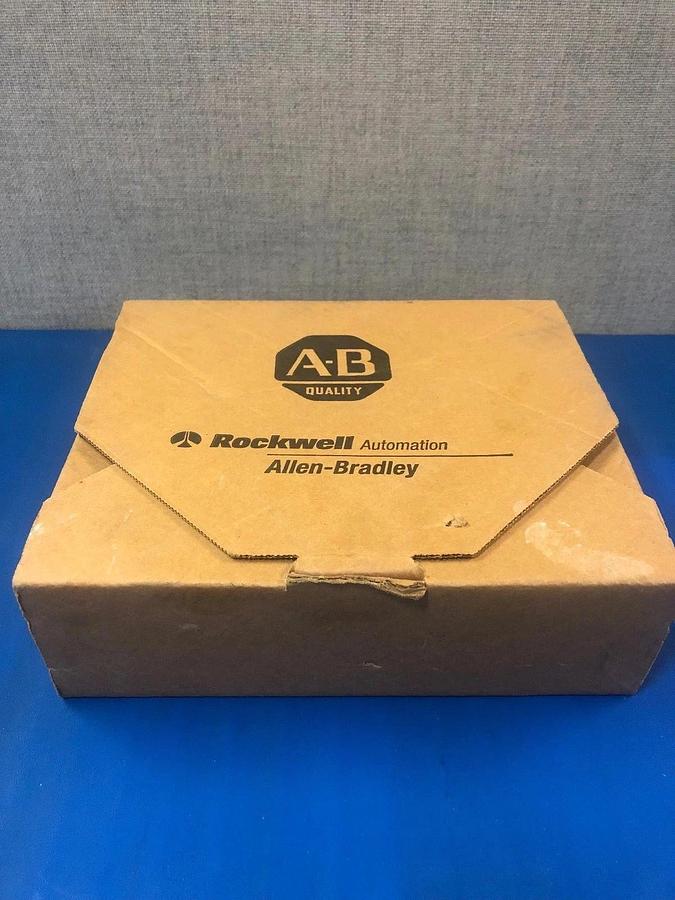 A-B
QUALITY
Rockwell Automation
Allen-Bradley